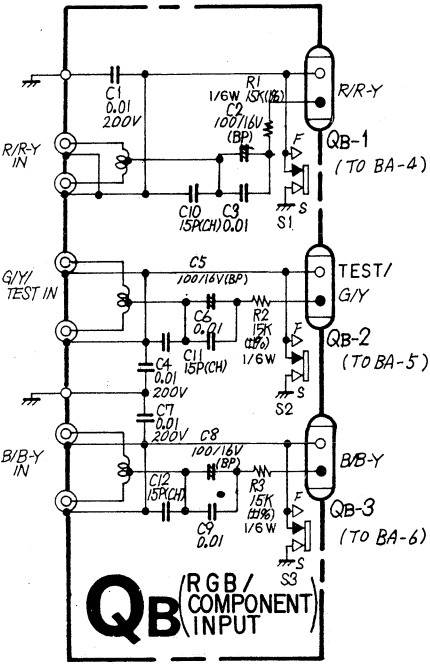 C1
0.01
200V
R1
1/6W 15K(1%)
C2
100/16V
(BP)
R/R-Y
QB-1
(TO BA-4)
R/R-Y
IN
F
S
S1
C10
15P(CH)
C3
0.01
G/Y/
TEST IN
C5
100/16V(BP)
TEST/
G/Y
C6
0.01
R2
15K
(±1%)
1/6W
QB-2
(TO BA-5)
F
S
S2
C11
15P(CH)
C4
0.01
200V
C7
0.01
200V
B/B-Y
IN
C8
100/16V
(BP)
B/B-Y
R3
15K
(±1%)
1/6W
QB-3
(TO BA-6)
F
S
S3
C12
15P(CH)
C9
0.01
QB (RGB/
COMPONENT)
INPUT